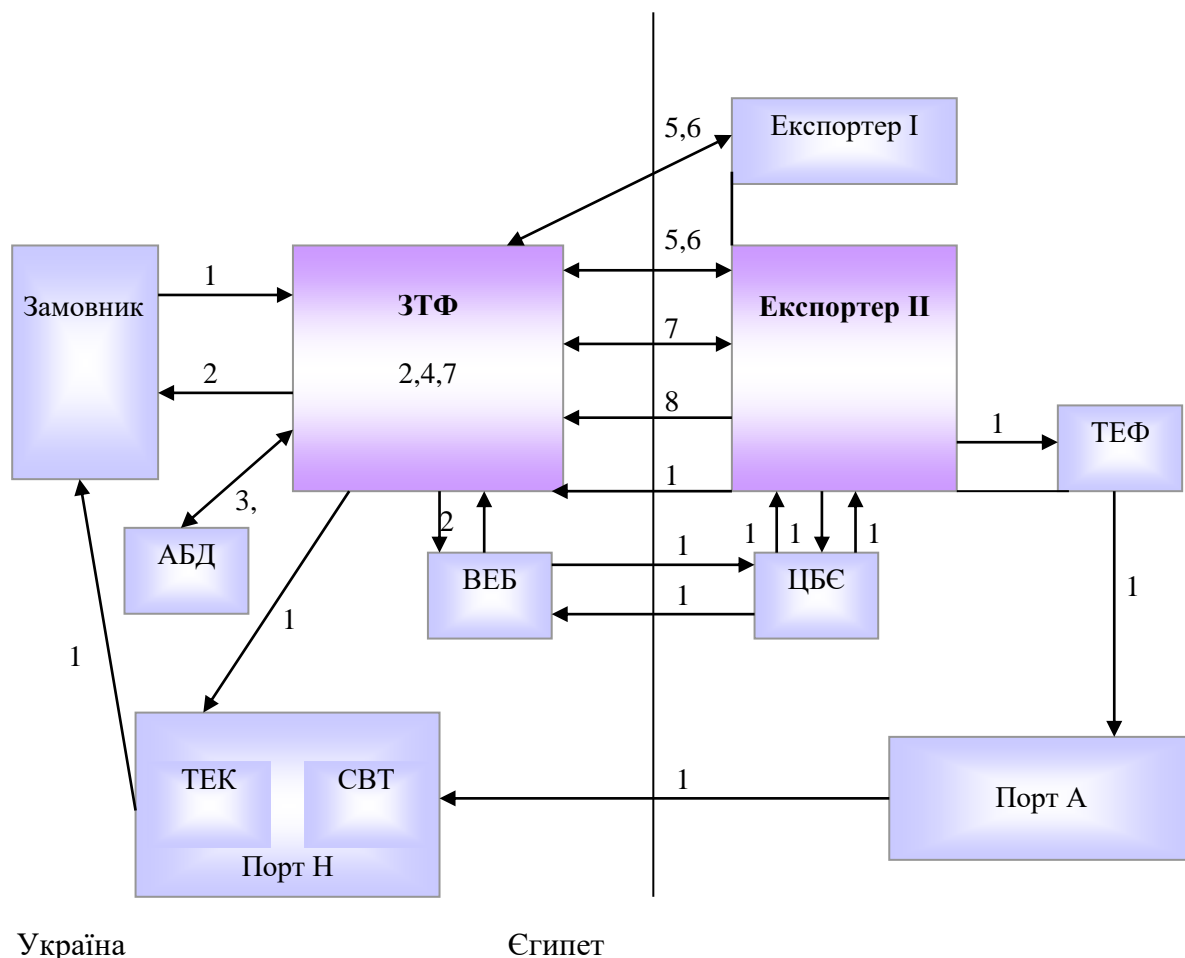 5,6
Експортер І
5,6
Замовник
1
ЗТФ
Експортер ІІ
7
2,4,7
2
8
1
ТЕФ
1
3,
2
1
1
1
АБД
ВЕБ
1
ЦБЄ
1
1
1
1
ТЕК
СВТ
1
Порт А
Порт Н
Україна
Єгипет